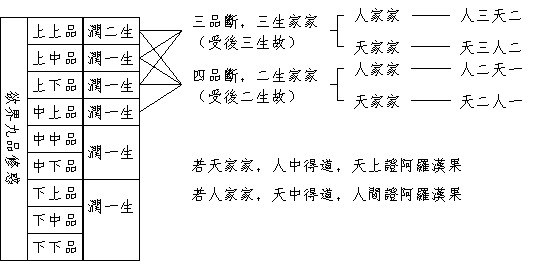 欲界九品修惑
上上品 潤二生
上中品 潤一生
上下品 潤一生
中上品 潤一生
中中品
中下品
潤一生
下上品
下中品
下下品
潤一生
三品斷，三生家家
（受後三生故）
人家家 人三天二
天家家 天三人二
四品斷，二生家家
（受後二生故）
人家家 人二天一
天家家 天二人一
若天家家，人中得道，天上證阿羅漢果
若人家家，天中得道，人間證阿羅漢果